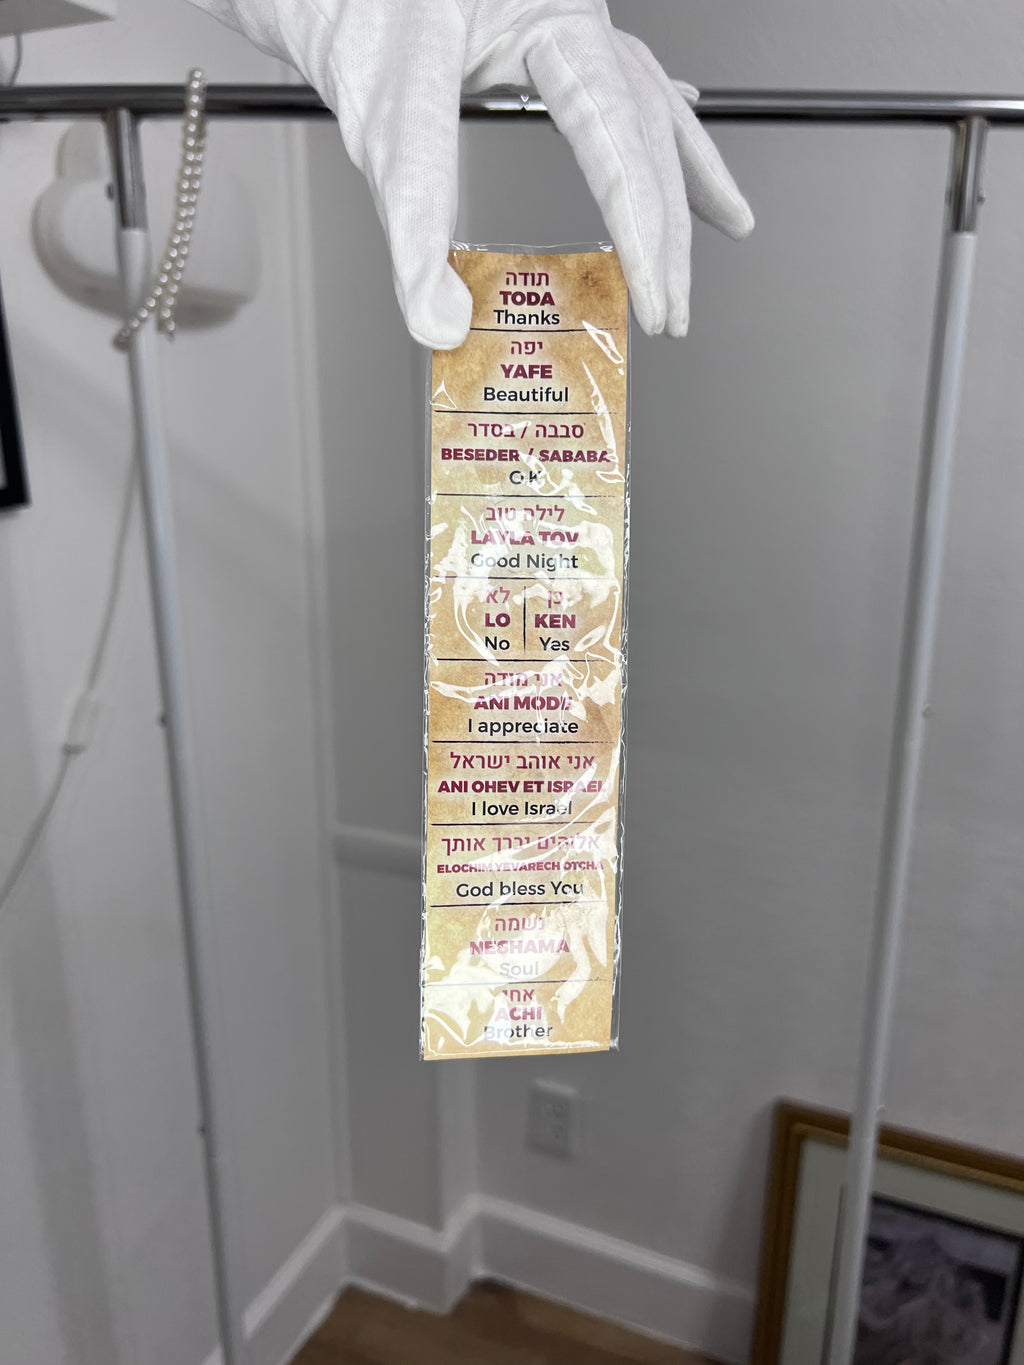 תודה
TODA
Thanks
יפה
YAFE
Beautiful
סבבה / בסדר
BESEDER / SABABA
OK
לילה טוב
LAYLA TOV
Good Night
לא
LO
No
כן
KEN
Yes
אני מודה
ANI MODE
I appreciate
אני אוהב ישראל
ANI OHEV ET ISRAEL
I love Israel
אלוהים יברך אותך
ELOCHIM YEVARECH OTCHA
God bless You
נשמה
NESHAMA
Soul
אחי
ACHI
Brother